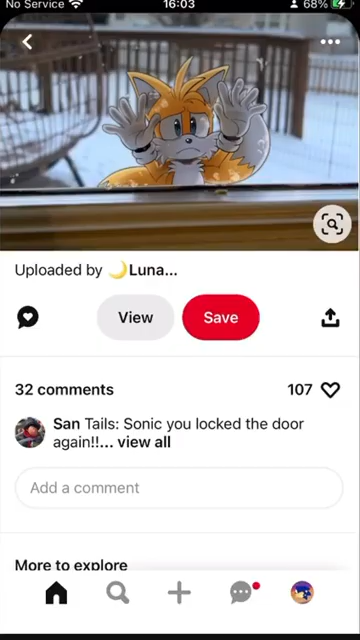 No Service 16:03 68%
Uploaded by 🌙Luna...
View Save
32 comments 107
San Tails: Sonic you locked the door
again!!... view all
Add a comment
More to explore